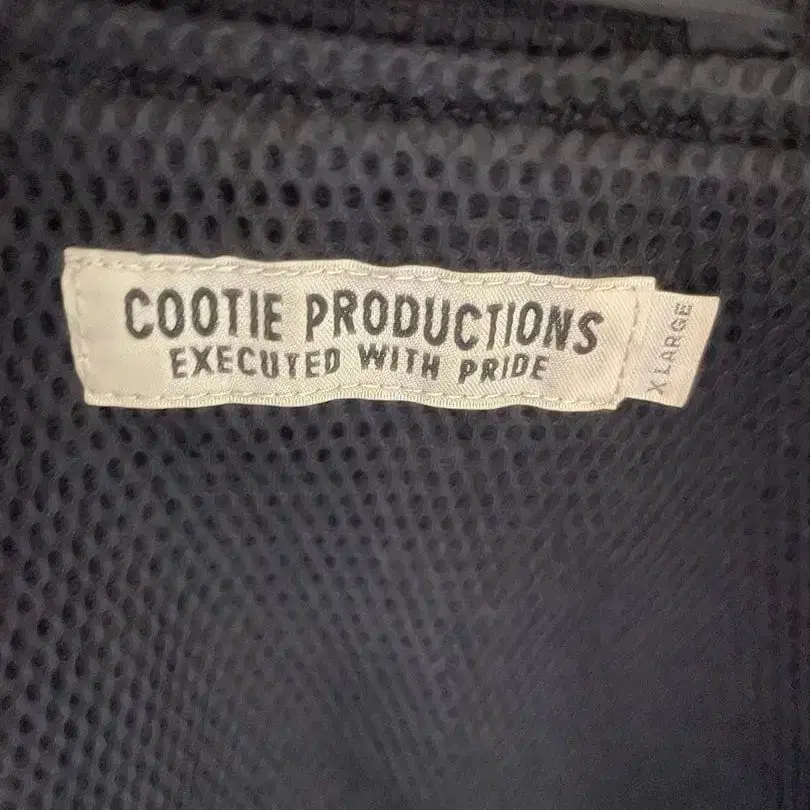 COOTIE PRODUCTIONS
EXECUTED WITH PRIDE
X LARGE